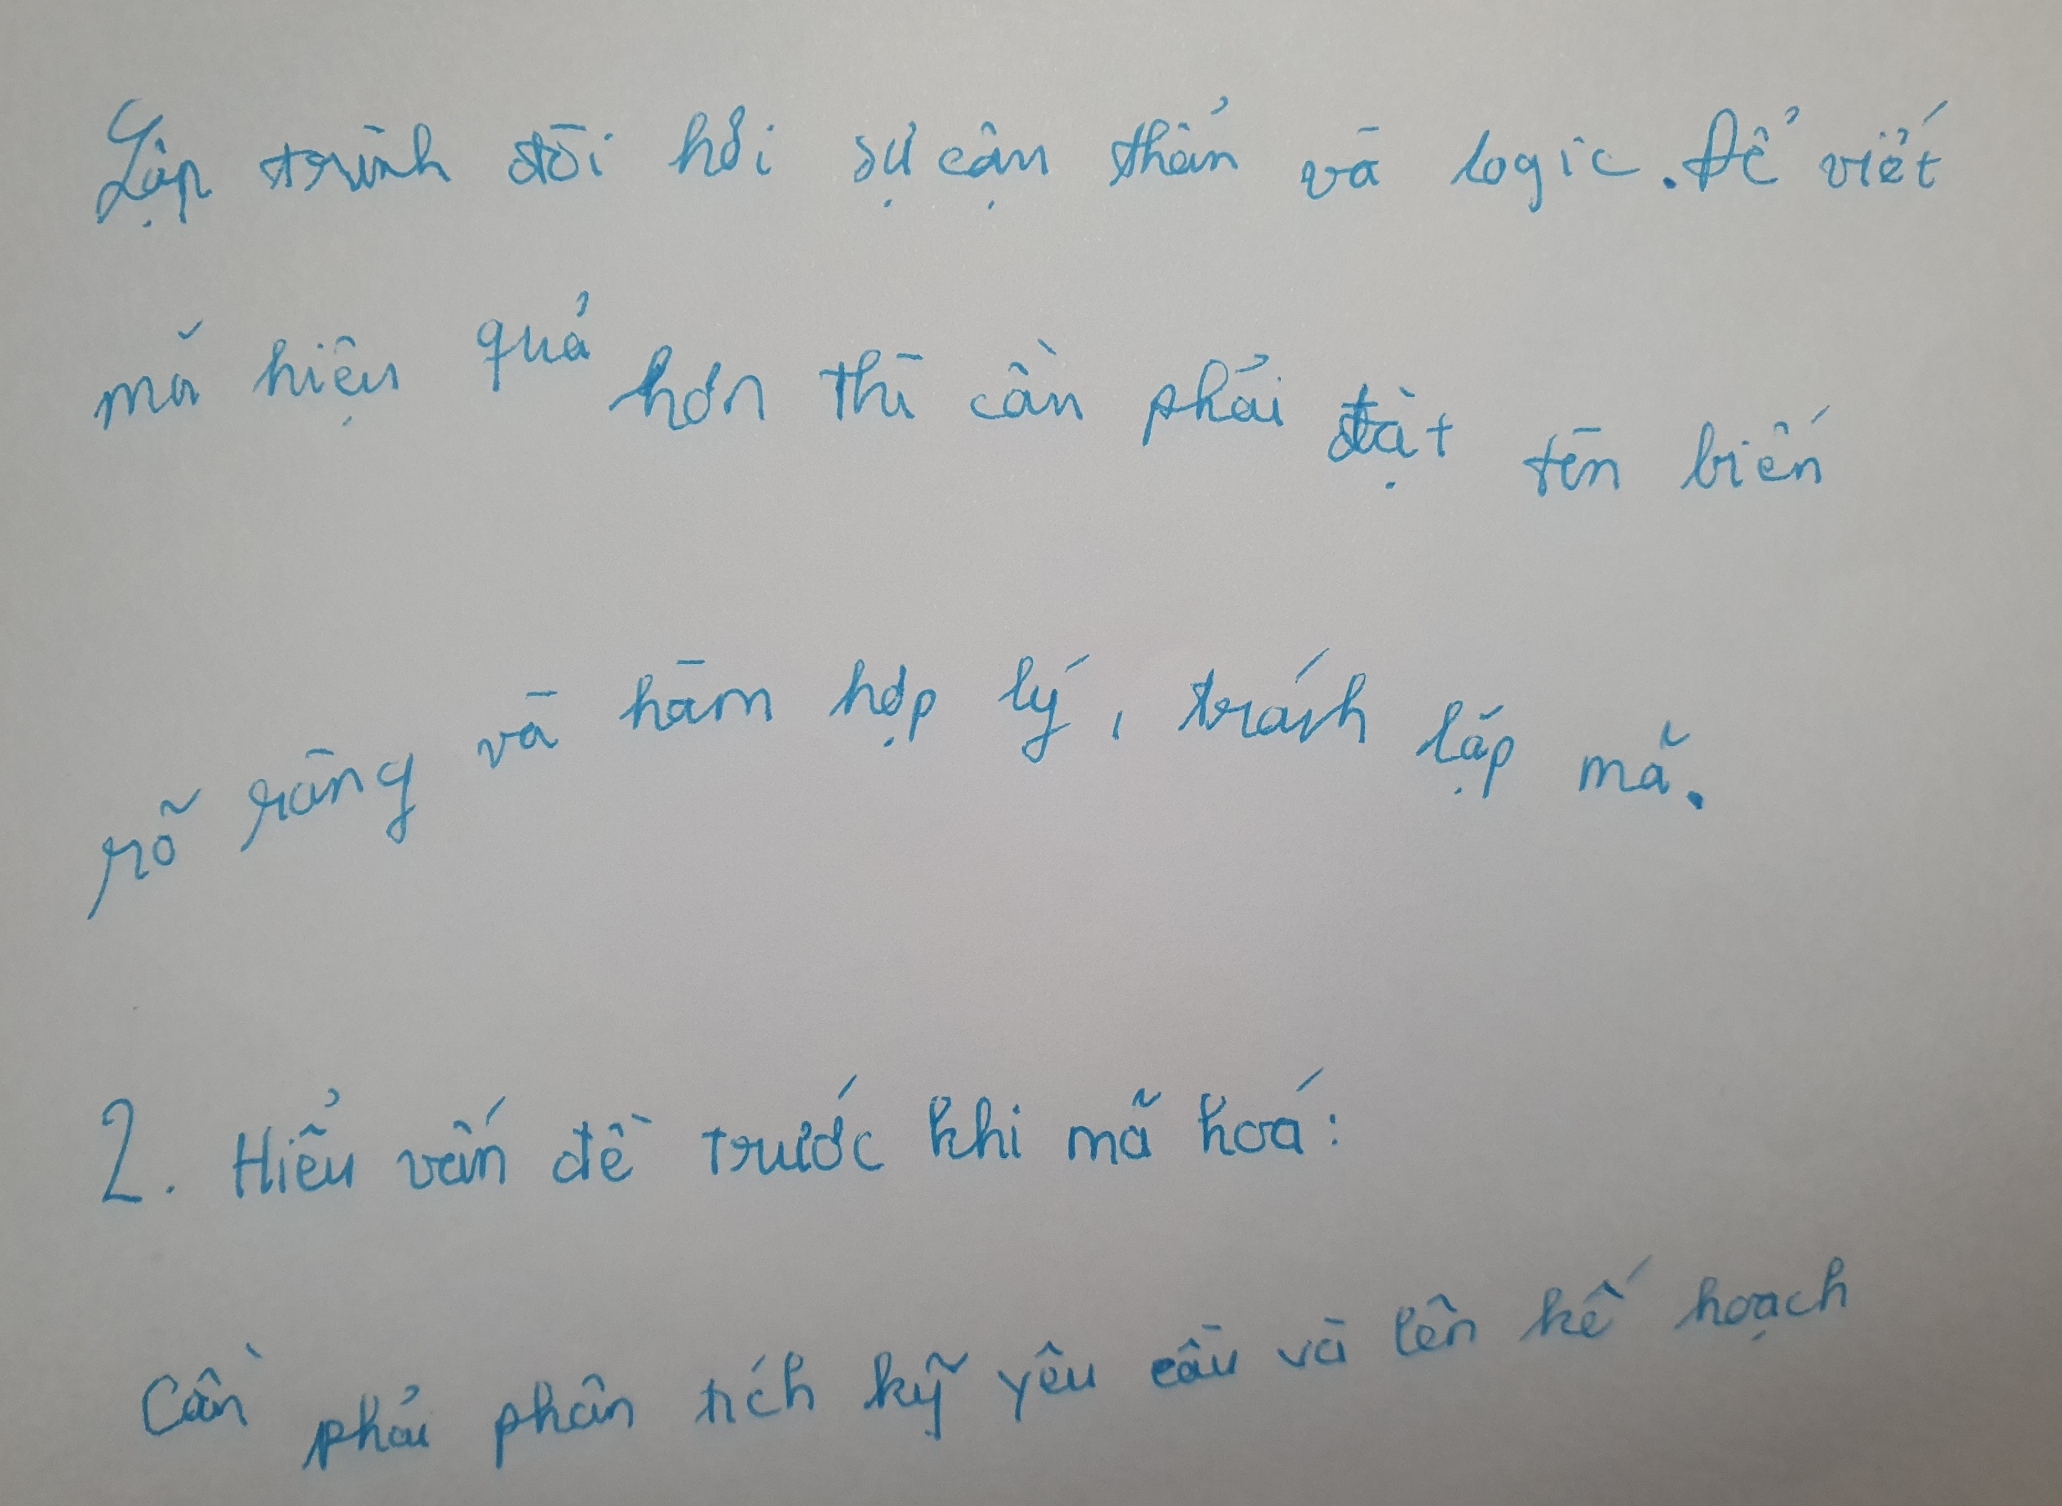 Lập trình đòi hỏi sự cận thẩn và logic. Để viết
mã hiệu quả hơn thì cần phải đặt tên biến
rõ ràng và hàm hợp lý, tránh lặp mã.
2. Hiểu vấn đề trước khi mã hoá:
Cần phải phân tích kỹ yêu cầu và lên kế hoạch